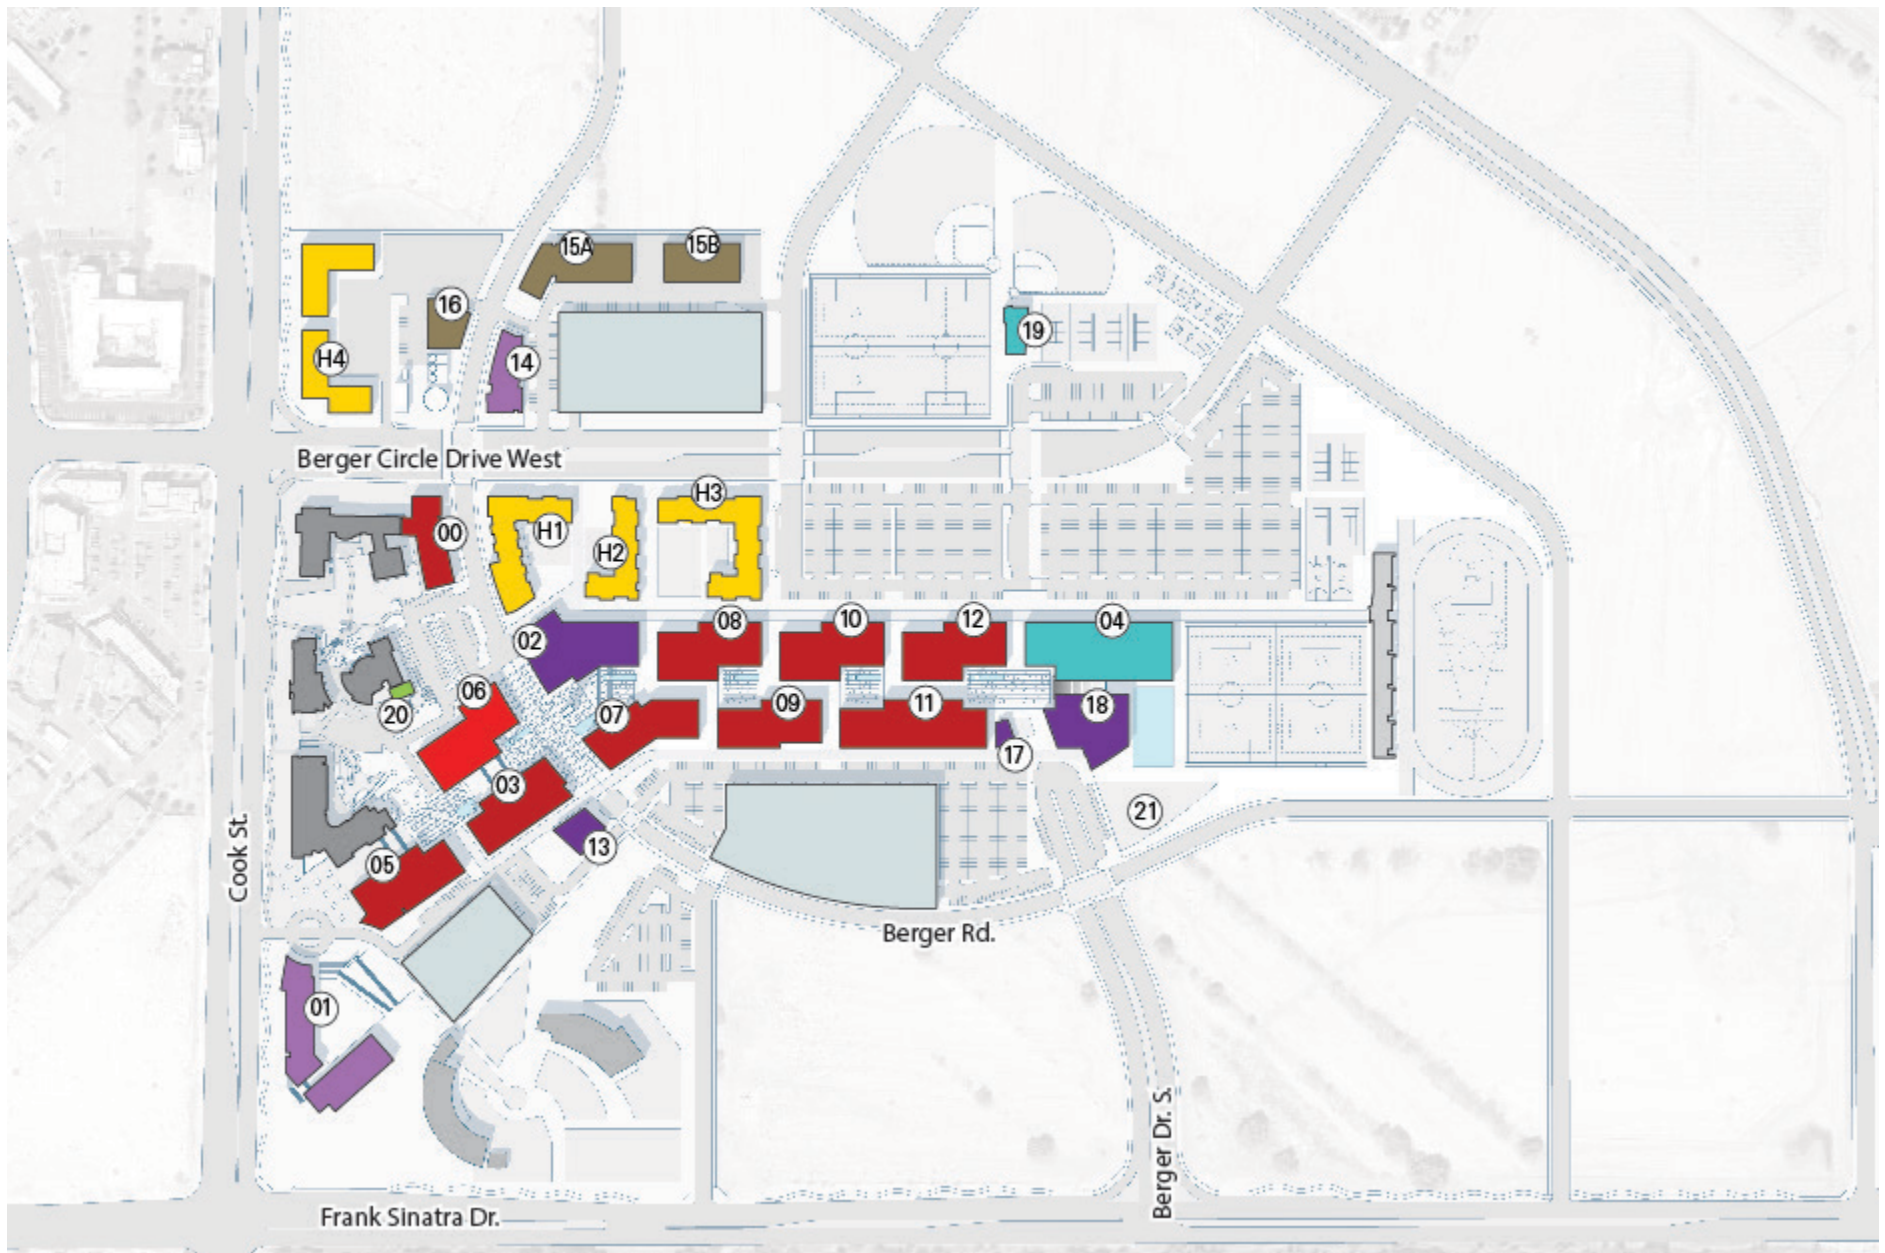 15A
15B
16
14
19
H4
Berger Circle Drive West
H3
00
H1
H2
08
10
12
04
02
06
20
07
09
11
18
17
03
21
13
05
Cook St.
Berger Rd.
01
Berger Dr. S.
Frank Sinatra Dr.